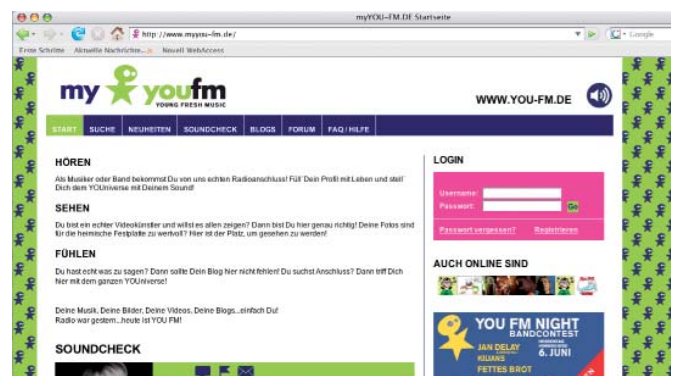 myYOU-FM.DE Startseite
http://www.myyou-fm.de/
Google
Erste Schritte Aktuelle Nachrichte... Novell WebAccess
my youfm
YOUNG FRESH MUSIC
WWW.YOU-FM.DE
START SUCHE NEUHEITEN SOUNDCHECK BLOGS FORUM FAQ / HILFE
HÖREN
Als Musiker oder Band bekommst Du von uns echten Radioanschluss! Füll´ Dein Profil mit Leben und stell´
Dich dem YOUniverse mit Deinem Sound!
SEHEN
Du bist ein echter Videokünstler und willst es allen zeigen? Dann bist Du hier genau richtig! Deine Fotos sind
für die heimische Festplatte zu wertvoll? Hier ist der Platz, um gesehen zu werden!
FÜHLEN
Du hast echt was zu sagen? Dann sollte Dein Blog hier nicht fehlen! Du suchst Anschluss? Dann triff Dich
hier mit dem ganzen YOUniverse!
Deine Musik, Deine Bilder, Deine Videos, Deine Blogs...einfach Du!
Radio war gestern...heute ist YOU FM!
SOUNDCHECK
LOGIN
Username:
Passwort:
Go
Passwort vergessen? Registrieren
AUCH ONLINE SIND
YOU FM NIGHT
BANDCONTEST
JAN DELAY
KILIANS
FETTES BROT
6. JUNI